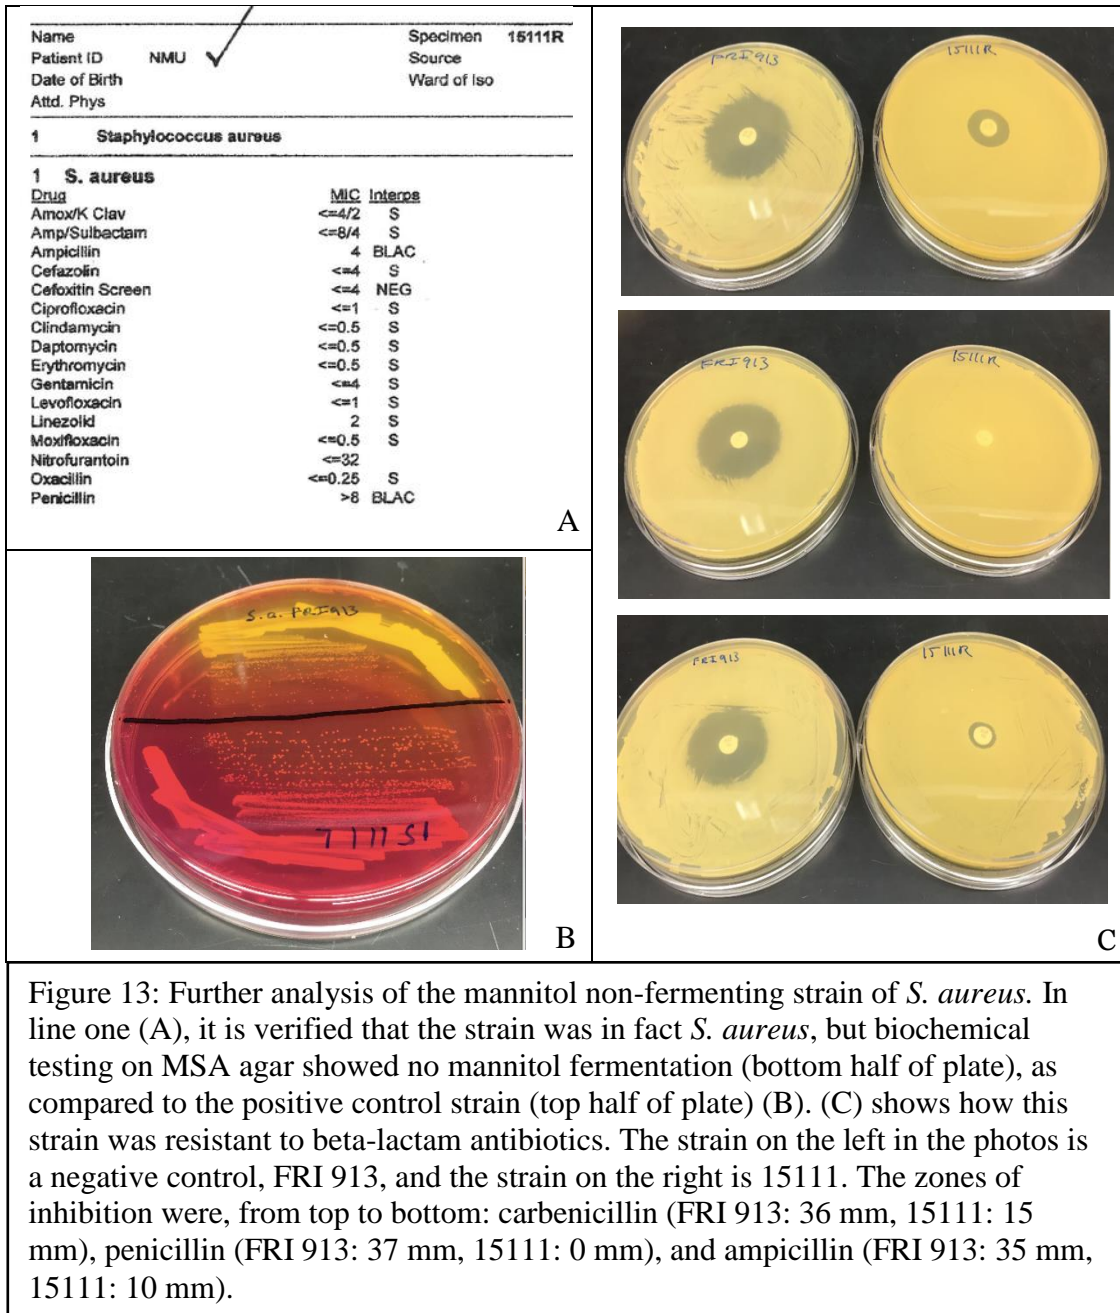 Name Specimen 15111R
Patient ID NMU Source
Date of Birth Ward of Iso
Attd. Phys
1 Staphylococcus aureus
1 S. aureus
Drug MIC Interps
Amox/K Clav <=4/2 S
Amp/Sulbactam <=8/4 S
Ampicillin 4 BLAC
Cefazolin <=4 S
Cefoxitin Screen <=4 NEG
Ciprofloxacin <=1 S
Clindamycin <=0.5 S
Daptomycin <=0.5 S
Erythromycin <=0.5 S
Gentamicin <=4 S
Levofloxacin <=1 S
Linezolid 2 S
Moxifloxacin <=0.5 S
Nitrofurantoin <=32
Oxacillin <=0.25 S
Penicillin >8 BLAC
A
S.a. FRI913
15111
B
FRI913 15111R
FRI913 15111R
FRI913 15111R
C
Figure 13: Further analysis of the mannitol non-fermenting strain of S. aureus. In
line one (A), it is verified that the strain was in fact S. aureus, but biochemical
testing on MSA agar showed no mannitol fermentation (bottom half of plate), as
compared to the positive control strain (top half of plate) (B). (C) shows how this
strain was resistant to beta-lactam antibiotics. The strain on the left in the photos is
a negative control, FRI 913, and the strain on the right is 15111. The zones of
inhibition were, from top to bottom: carbenicillin (FRI 913: 36 mm, 15111: 15
mm), penicillin (FRI 913: 37 mm, 15111: 0 mm), and ampicillin (FRI 913: 35 mm,
15111: 10 mm).